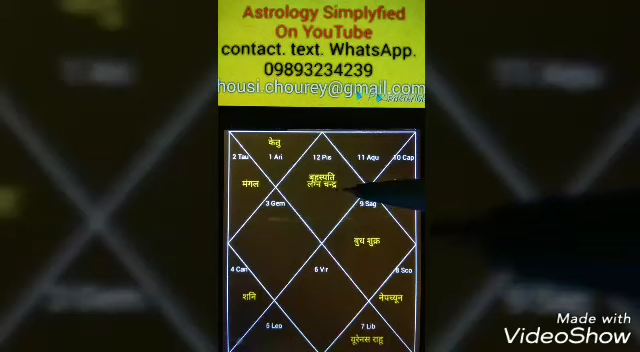 Astrology Simplyfied
On YouTube
contact. text. WhatsApp.
09893234239
housi.chourey@gmail.com
केतु
2 Tau 1 Ari 12 Pis 11 Aqu 10 Cap
मंगल बृहस्पति
लग्न चन्द्र
3 Gem 9 Sag
बुध शुक्र
4 Can 6 Vir 8 Sco
शनि नेपच्यून
5 Leo 7 Lib
यूरेनस राहू
Made with
VideoShow